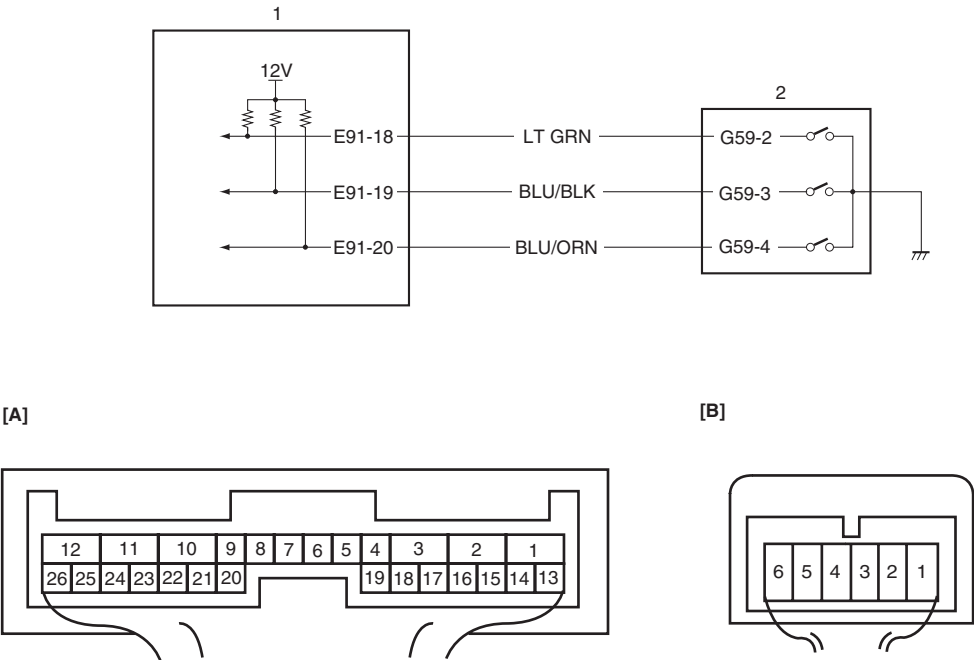 1
12V
2
E91-18 LT GRN G59-2
E91-19 BLU/BLK G59-3
E91-20 BLU/ORN G59-4
[A] [B]
12 11 10 9 8 7 6 5 4 3 2 1
26 25 24 23 22 21 20 19 18 17 16 15 14 13
6 5 4 3 2 1